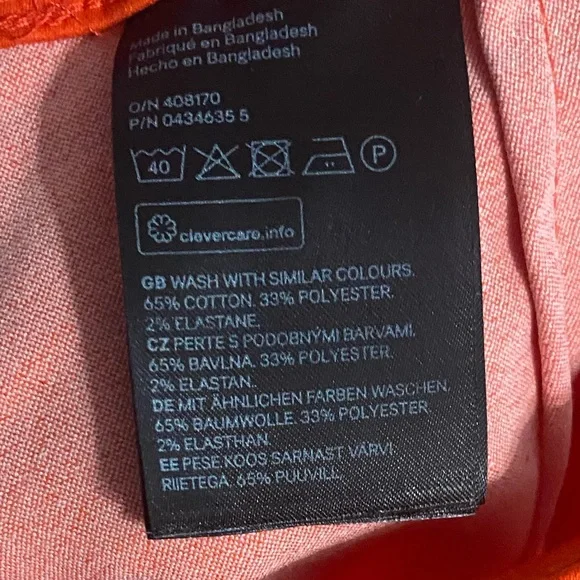 Made in Bangladesh
Fabriqué en Bangladesh
Hecho en Bangladesh
O/N 408170
P/N 0434635 5
40 P
clevercare.info
GB WASH WITH SIMILAR COLOURS.
65% COTTON. 33% POLYESTER.
2% ELASTANE.
CZ PERTE S PODOBNÝMI BARVAMI.
65% BAVLNA. 33% POLYESTER.
2% ELASTAN.
DE MIT ÄHNLICHEN FARBEN WASCHEN.
65% BAUMWOLLE. 33% POLYESTER.
2% ELASTHAN.
EE PESE KOOS SARNAST VÄRVI
RIIETEGA. 65% PUUVILL.